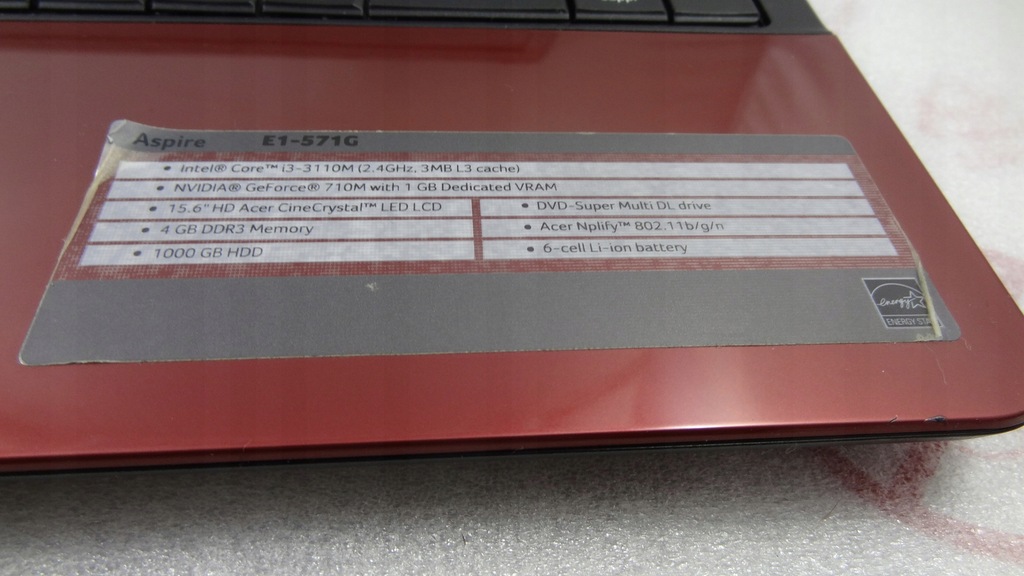 Aspire E1-571G
• Intel® Core™ i3-3110M (2.4GHz, 3MB L3 cache)
• NVIDIA® GeForce® 710M with 1 GB Dedicated VRAM
• 15.6" HD Acer CineCrystal™ LED LCD
• 4 GB DDR3 Memory
• 1000 GB HDD
• DVD-Super Multi DL drive
• Acer Nplify™ 802.11b/g/n
• 6-cell Li-ion battery
energy
ENERGY STAR